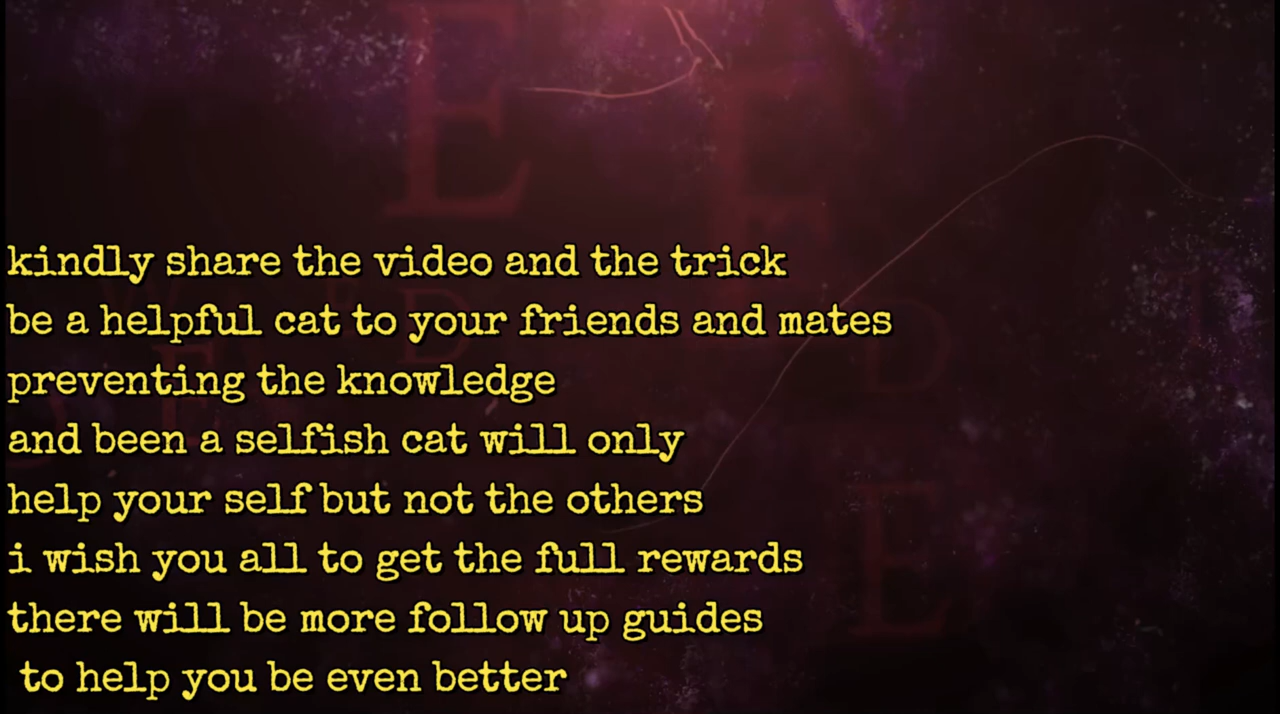 kindly share the video and the trick
be a helpful cat to your friends and mates
preventing the knowledge
and been a selfish cat will only
help your self but not the others
i wish you all to get the full rewards
there will be more follow up guides
to help you be even better